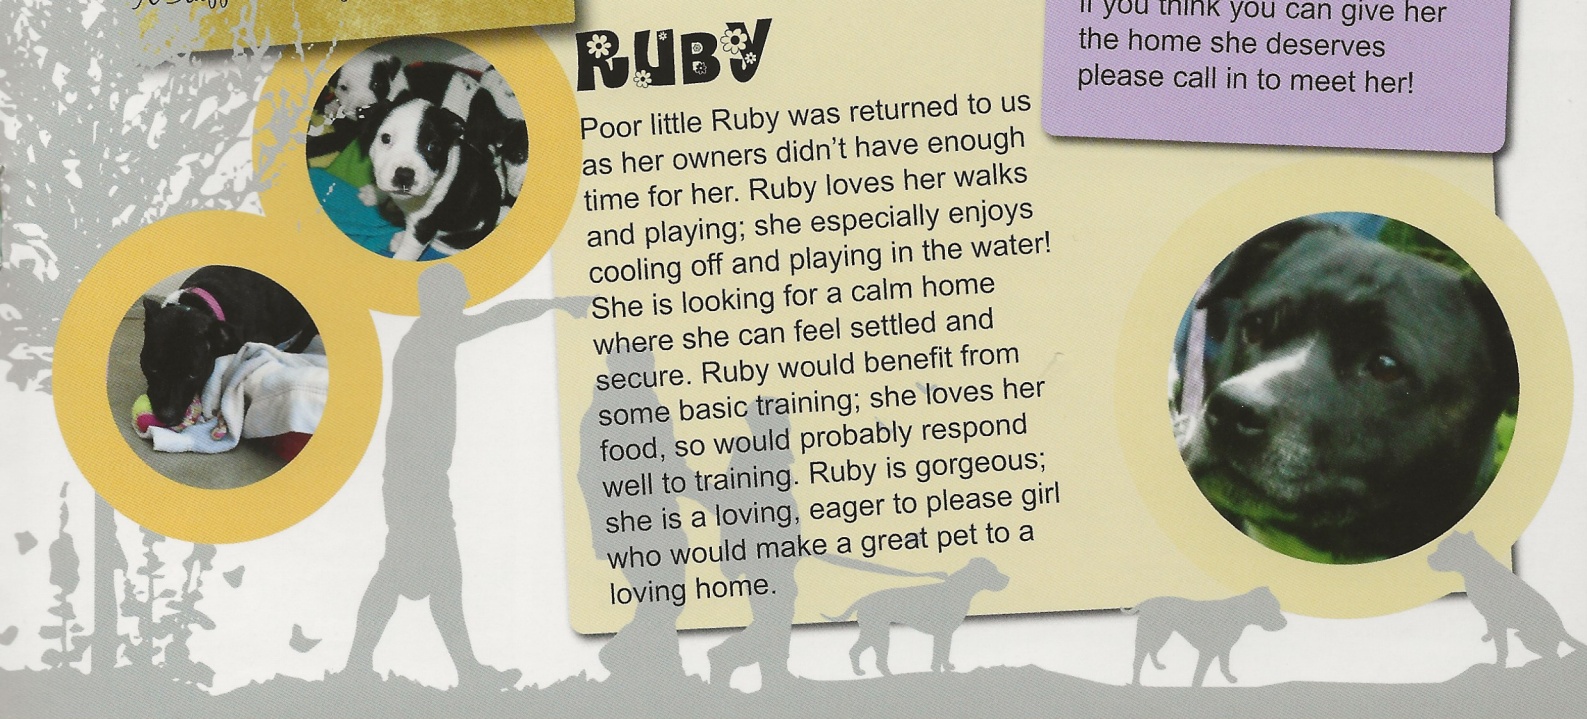 If you think you can give her
the home she deserves
please call in to meet her!
RUBY
Poor little Ruby was returned to us
as her owners didn't have enough
time for her. Ruby loves her walks
and playing; she especially enjoys
cooling off and playing in the water!
She is looking for a calm home
where she can feel settled and
secure. Ruby would benefit from
some basic training; she loves her
food, so would probably respond
well to training. Ruby is gorgeous;
she is a loving, eager to please girl
who would make a great pet to a
loving home.